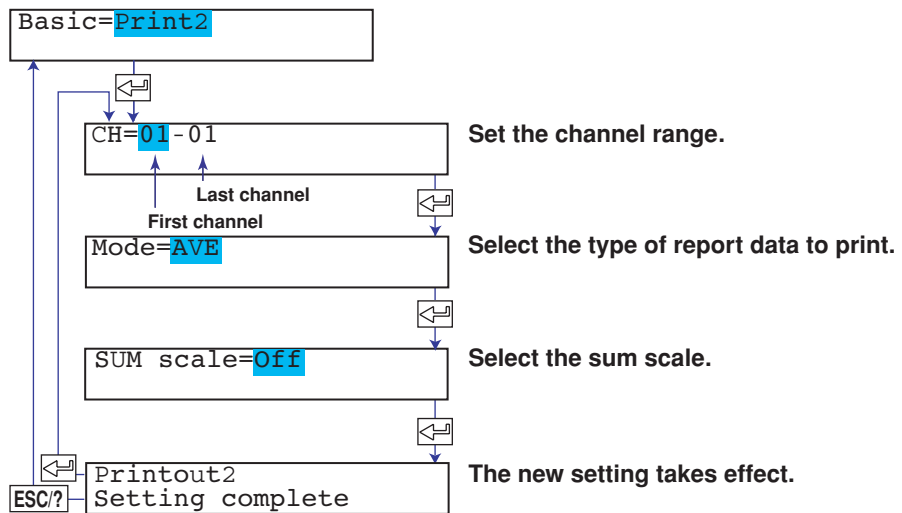 Basic=Print2
CH=01-01
Set the channel range.
Last channel
First channel
Mode=AVE
Select the type of report data to print.
SUM scale=Off
Select the sum scale.
Printout2
Setting complete
The new setting takes effect.
ESC/?